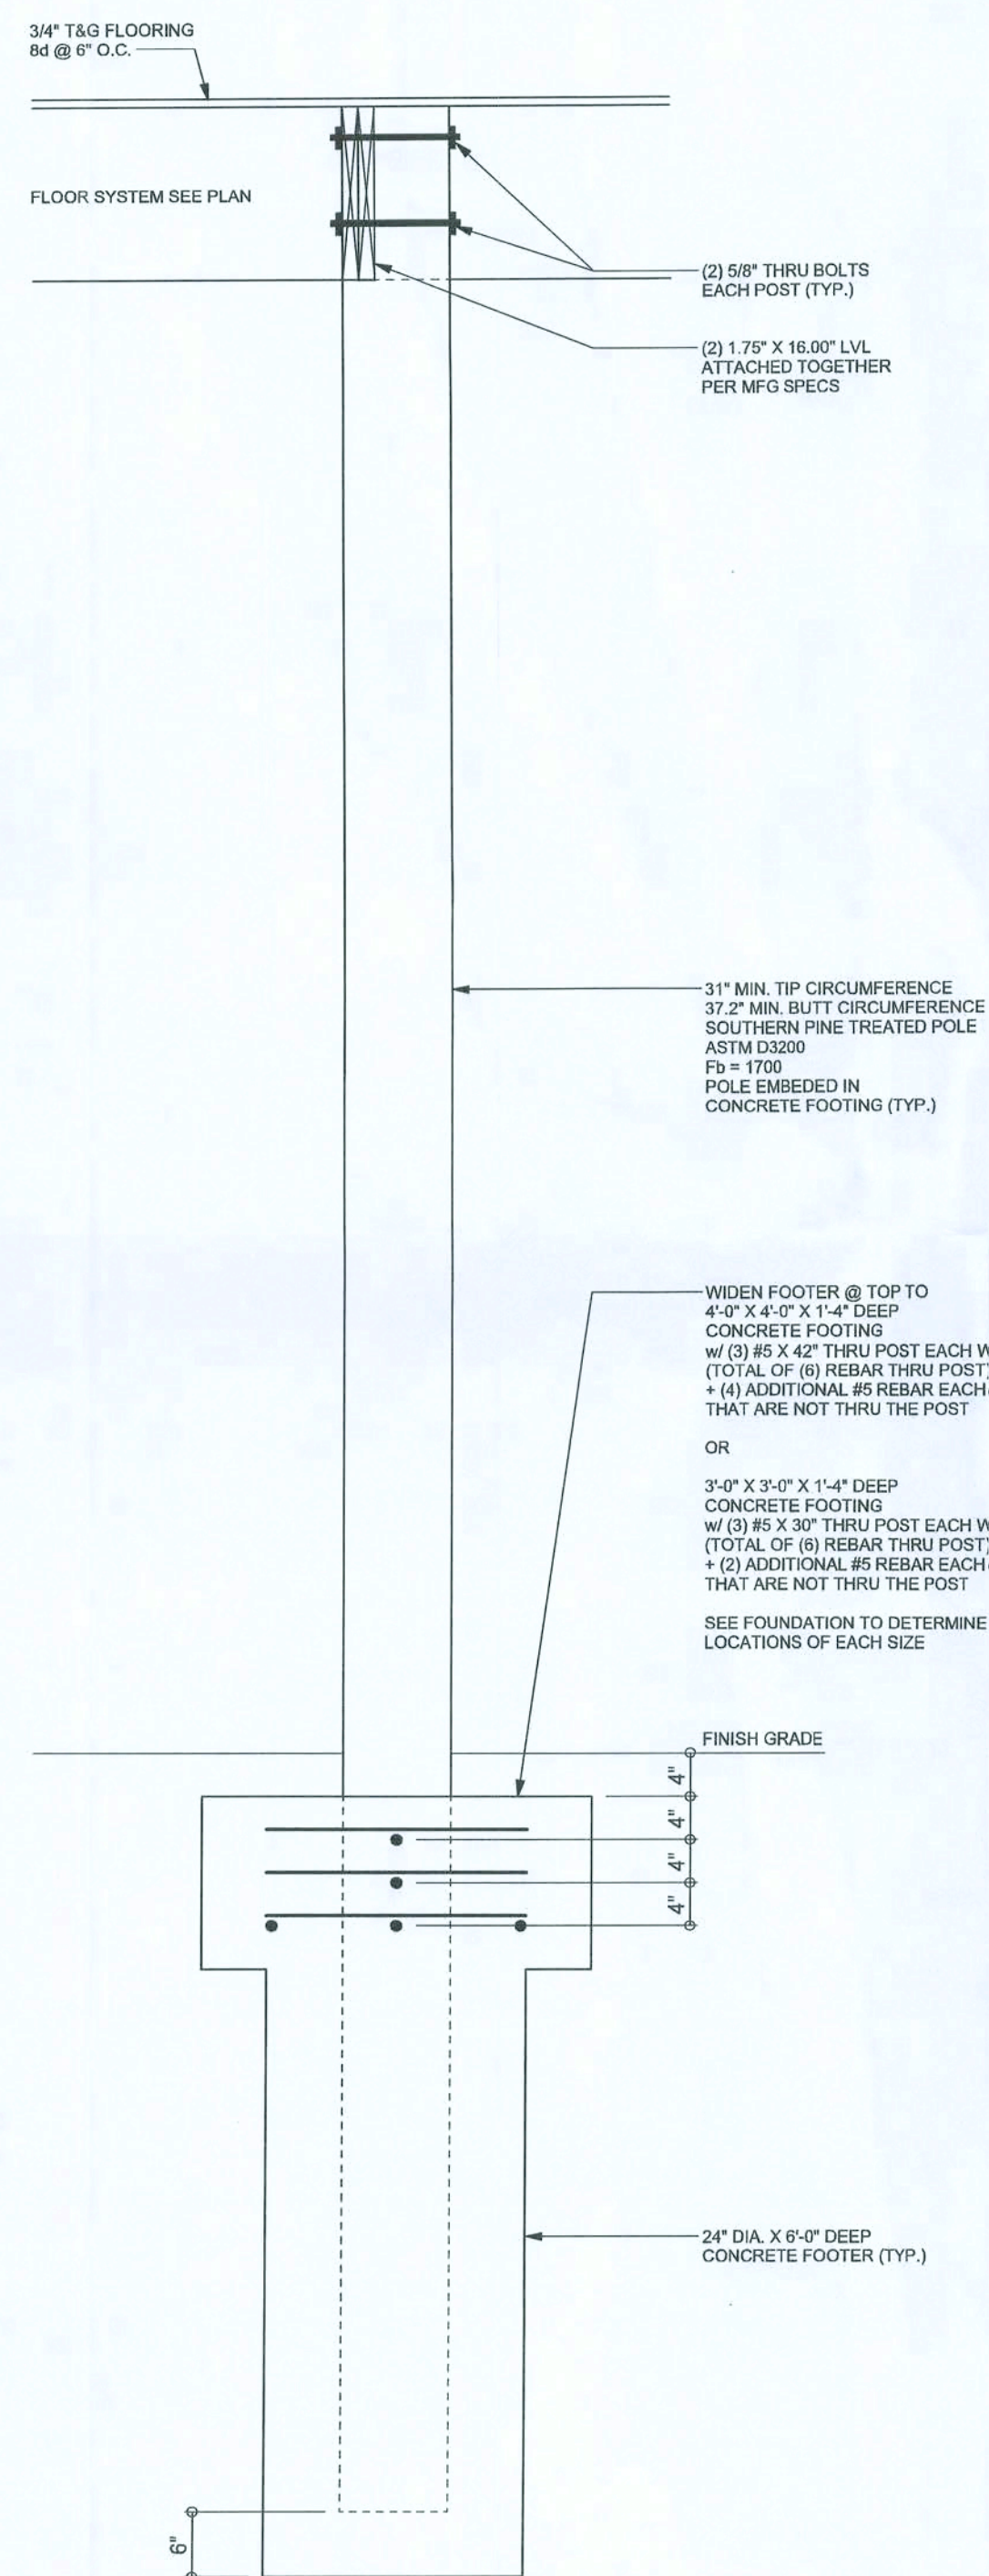 3/4" T&G FLOORING
8d @ 6" O.C.
FLOOR SYSTEM SEE PLAN
(2) 5/8" THRU BOLTS
EACH POST (TYP.)
(2) 1.75" X 16.00" LVL
ATTACHED TOGETHER
PER MFG SPECS
31" MIN. TIP CIRCUMFERENCE
37.2" MIN. BUTT CIRCUMFERENCE
SOUTHERN PINE TREATED POLE
ASTM D3200
Fb = 1700
POLE EMBEDED IN
CONCRETE FOOTING (TYP.)
WIDEN FOOTER @ TOP TO
4'-0" X 4'-0" X 1'-4" DEEP
CONCRETE FOOTING
w/ (3) #5 X 42" THRU POST EACH
(TOTAL OF (6) REBAR THRU POST)
+ (4) ADDITIONAL #5 REBAR EACH
THAT ARE NOT THRU THE POST
OR
3'-0" X 3'-0" X 1'-4" DEEP
CONCRETE FOOTING
w/ (3) #5 X 30" THRU POST EACH
(TOTAL OF (6) REBAR THRU POST)
+ (2) ADDITIONAL #5 REBAR EACH
THAT ARE NOT THRU THE POST
SEE FOUNDATION TO DETERMINE
LOCATIONS OF EACH SIZE
FINISH GRADE
4"
4"
4"
4"
24" DIA. X 6'-0" DEEP
CONCRETE FOOTER (TYP.)
6"